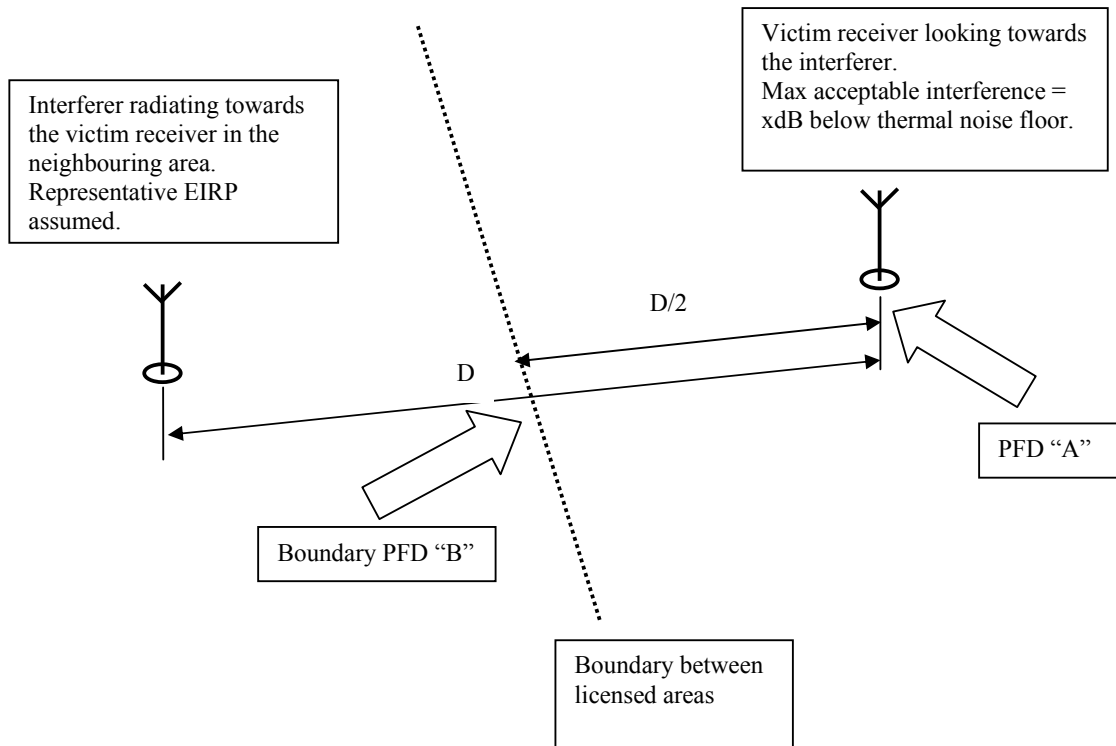 Interferer radiating towards
the victim receiver in the
neighbouring area.
Representative EIRP
assumed.
Victim receiver looking towards
the interferer.
Max acceptable interference =
xdB below thermal noise floor.
D/2
D
PFD “A”
Boundary PFD “B”
Boundary between
licensed areas